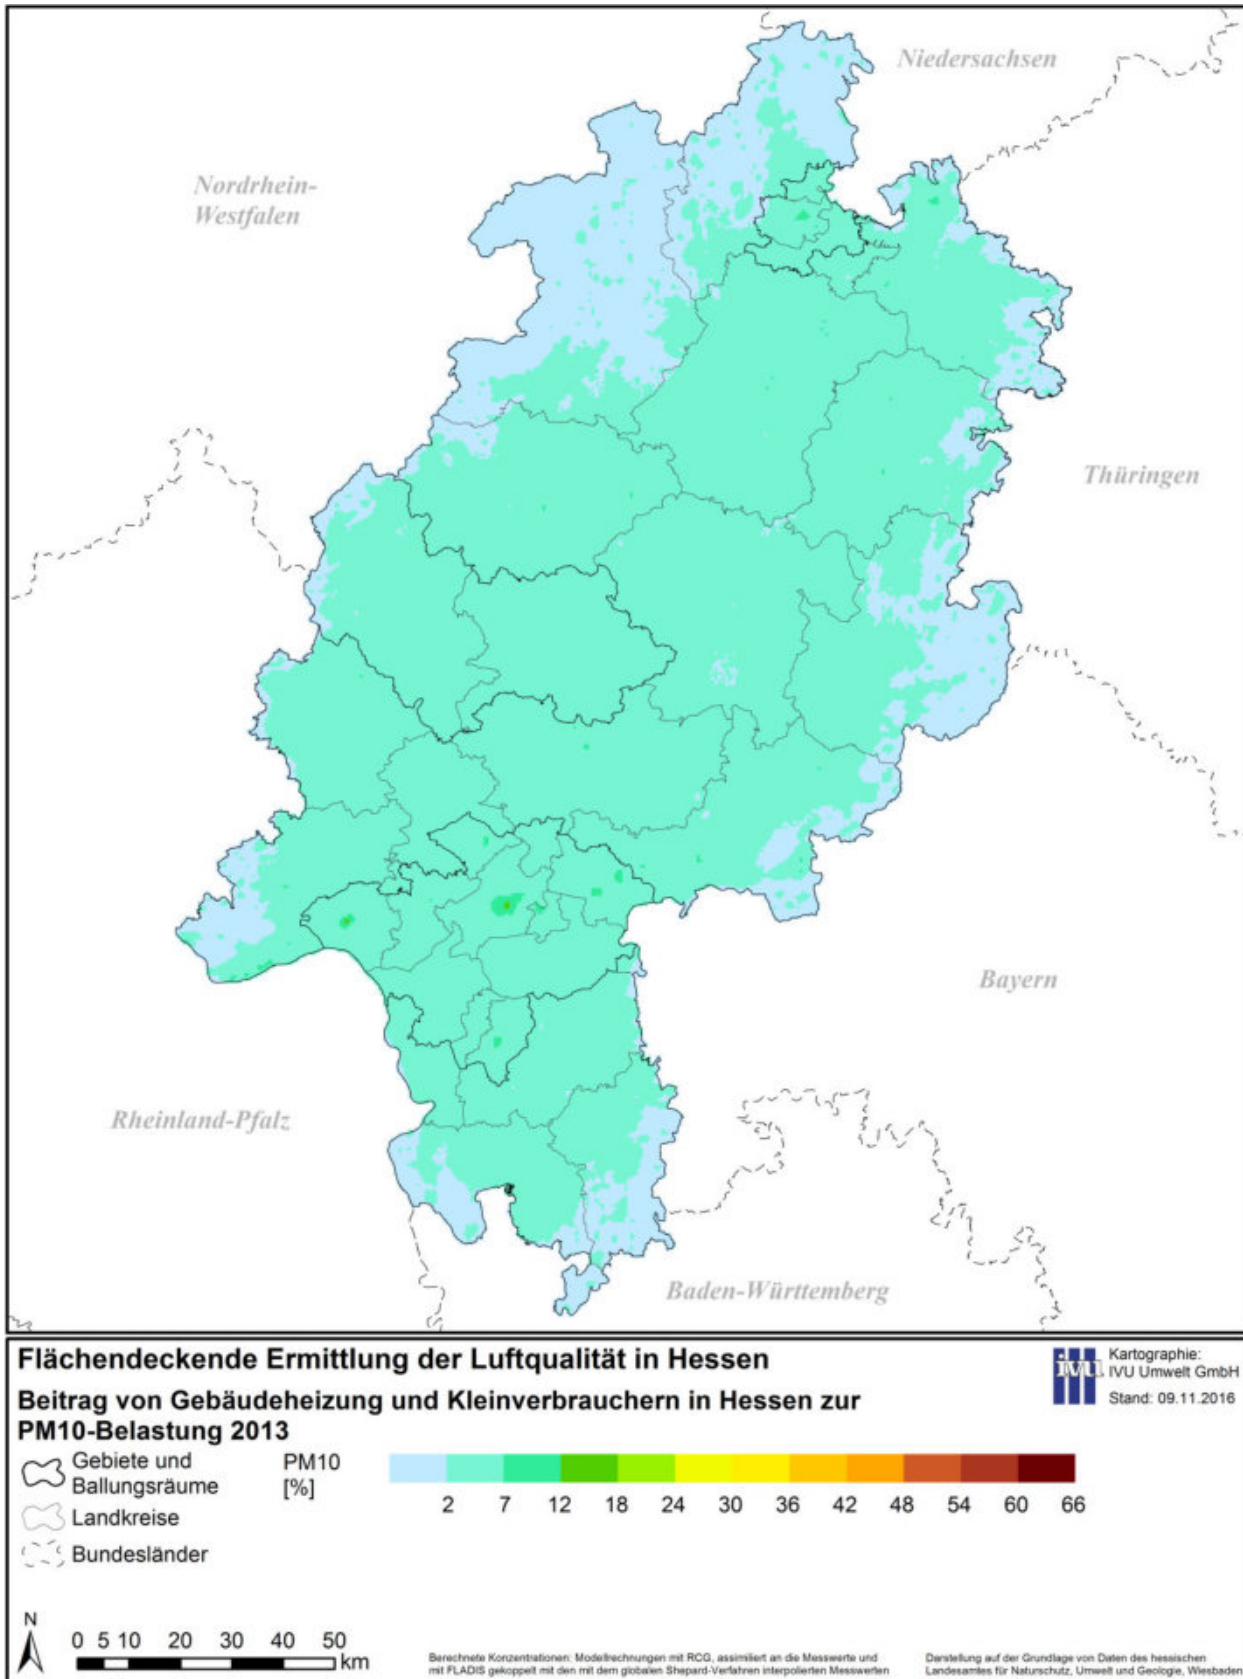 Niedersachsen
Nordrhein-
Westfalen
Thüringen
Bayern
Rheinland-Pfalz
Baden-Württemberg
Flächendeckende Ermittlung der Luftqualität in Hessen
Beitrag von Gebäudeheizung und Kleinverbrauchern in Hessen zur
PM10-Belastung 2013
ivu
Kartographie:
IVU Umwelt GmbH
Stand: 09.11.2016
Gebiete und
Ballungsräume
Landkreise
Bundesländer
PM10
[%]
2 7 12 18 24 30 36 42 48 54 60 66
N
0 5 10 20 30 40 50
km
Berechnete Konzentrationen: Modellrechnungen mit RCG, assimiliert an die Messwerte und
mit FLADIS gekoppelt mit den mit dem globalen Shepard-Verfahren interpolierten Messwerten
Darstellung auf der Grundlage von Daten des hessischen
Landesamtes für Naturschutz, Umwelt und Geologie, Wiesbaden